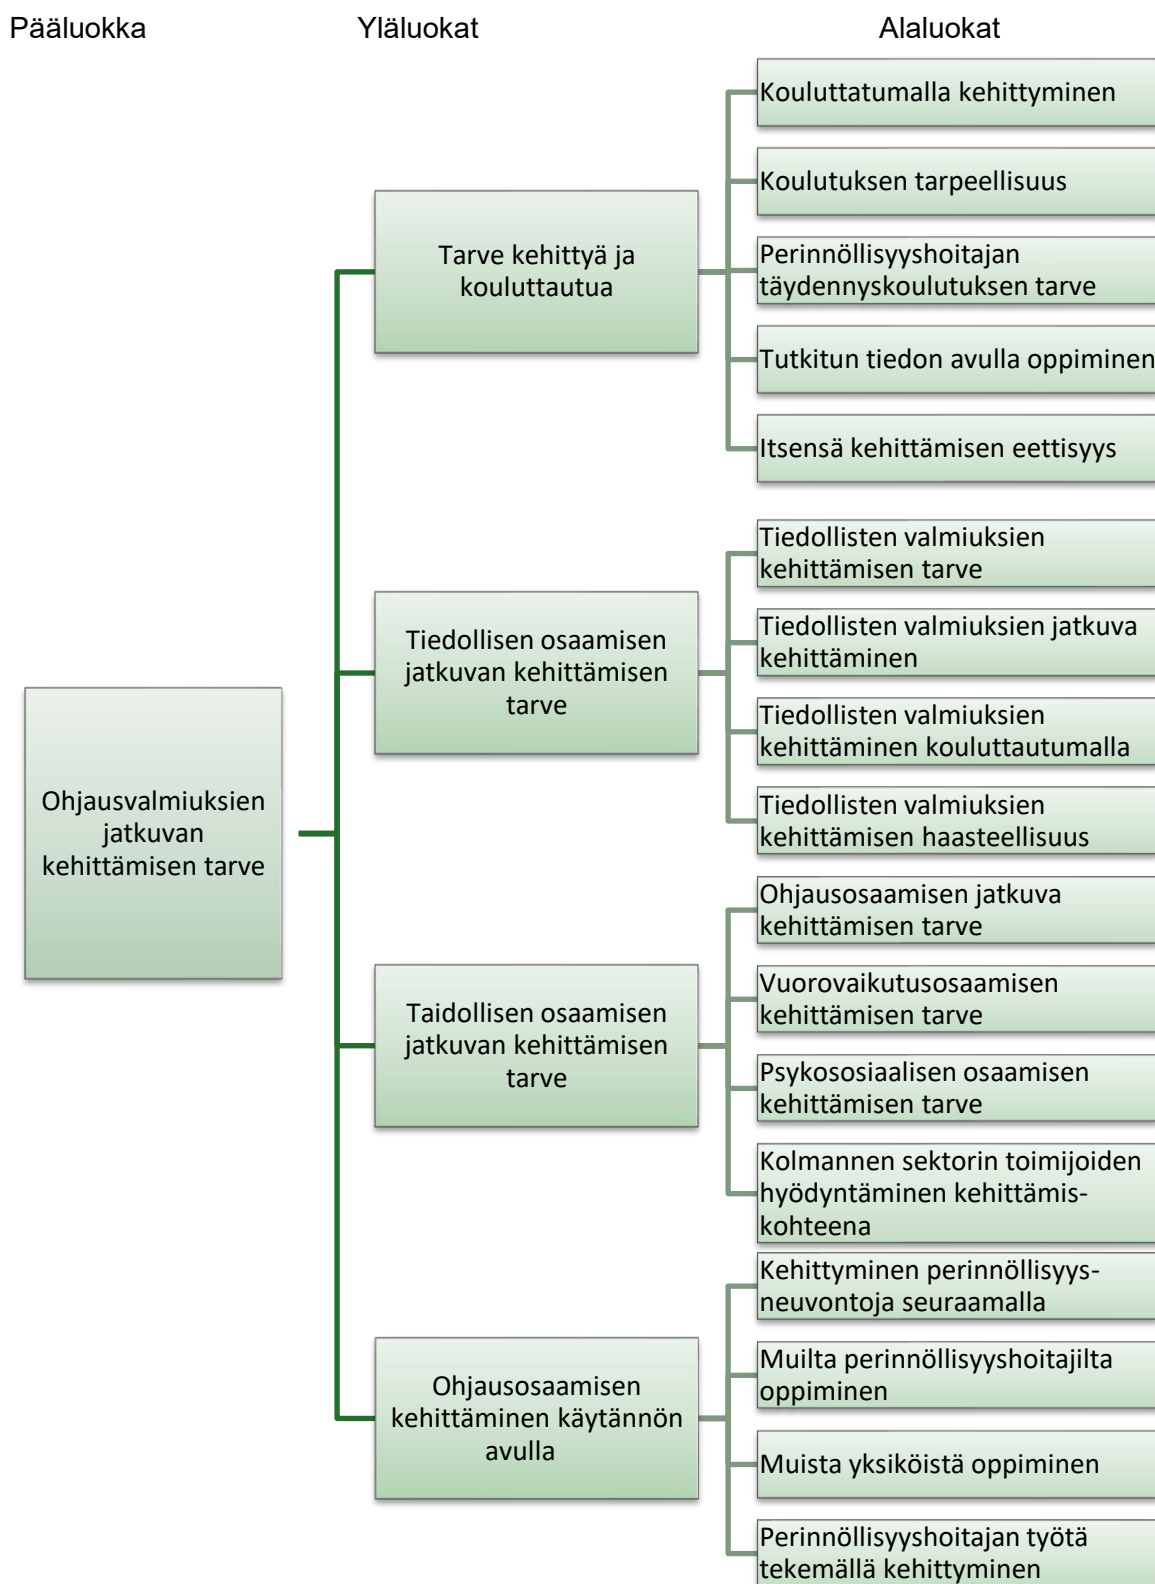 Pääluokka
Yläluokat
Alaluokat
Ohjausvalmiuksien
jatkuvan
kehittämisen tarve
Tarve kehittyä ja
kouluttautua
Kouluttatumalla kehittyminen
Koulutuksen tarpeellisuus
Perinnöllisyyshoitajan
täydennyskoulutuksen tarve
Tutkitun tiedon avulla oppiminen
Itsensä kehittämisen eettisyys
Tiedollisen osaamisen
jatkuvan kehittämisen
tarve
Tiedollisten valmiuksien
kehittämisen tarve
Tiedollisten valmiuksien jatkuva
kehittäminen
Tiedollisten valmiuksien
kehittäminen kouluttautumalla
Tiedollisten valmiuksien
kehittämisen haasteellisuus
Taidollisen osaamisen
jatkuvan kehittämisen
tarve
Ohjausosaamisen jatkuva
kehittämisen tarve
Vuorovaikutusosaamisen
kehittämisen tarve
Psykososiaalisen osaamisen
kehittämisen tarve
Kolmannen sektorin toimijoiden
hyödyntäminen kehittämis-
kohteena
Ohjausosaamisen
kehittäminen käytännön
avulla
Kehittyminen perinnöllisyys-
neuvontoja seuraamalla
Muilta perinnöllisyyshoitajilta
oppiminen
Muista yksiköistä oppiminen
Perinnöllisyyshoitajan työtä
tekemällä kehittyminen